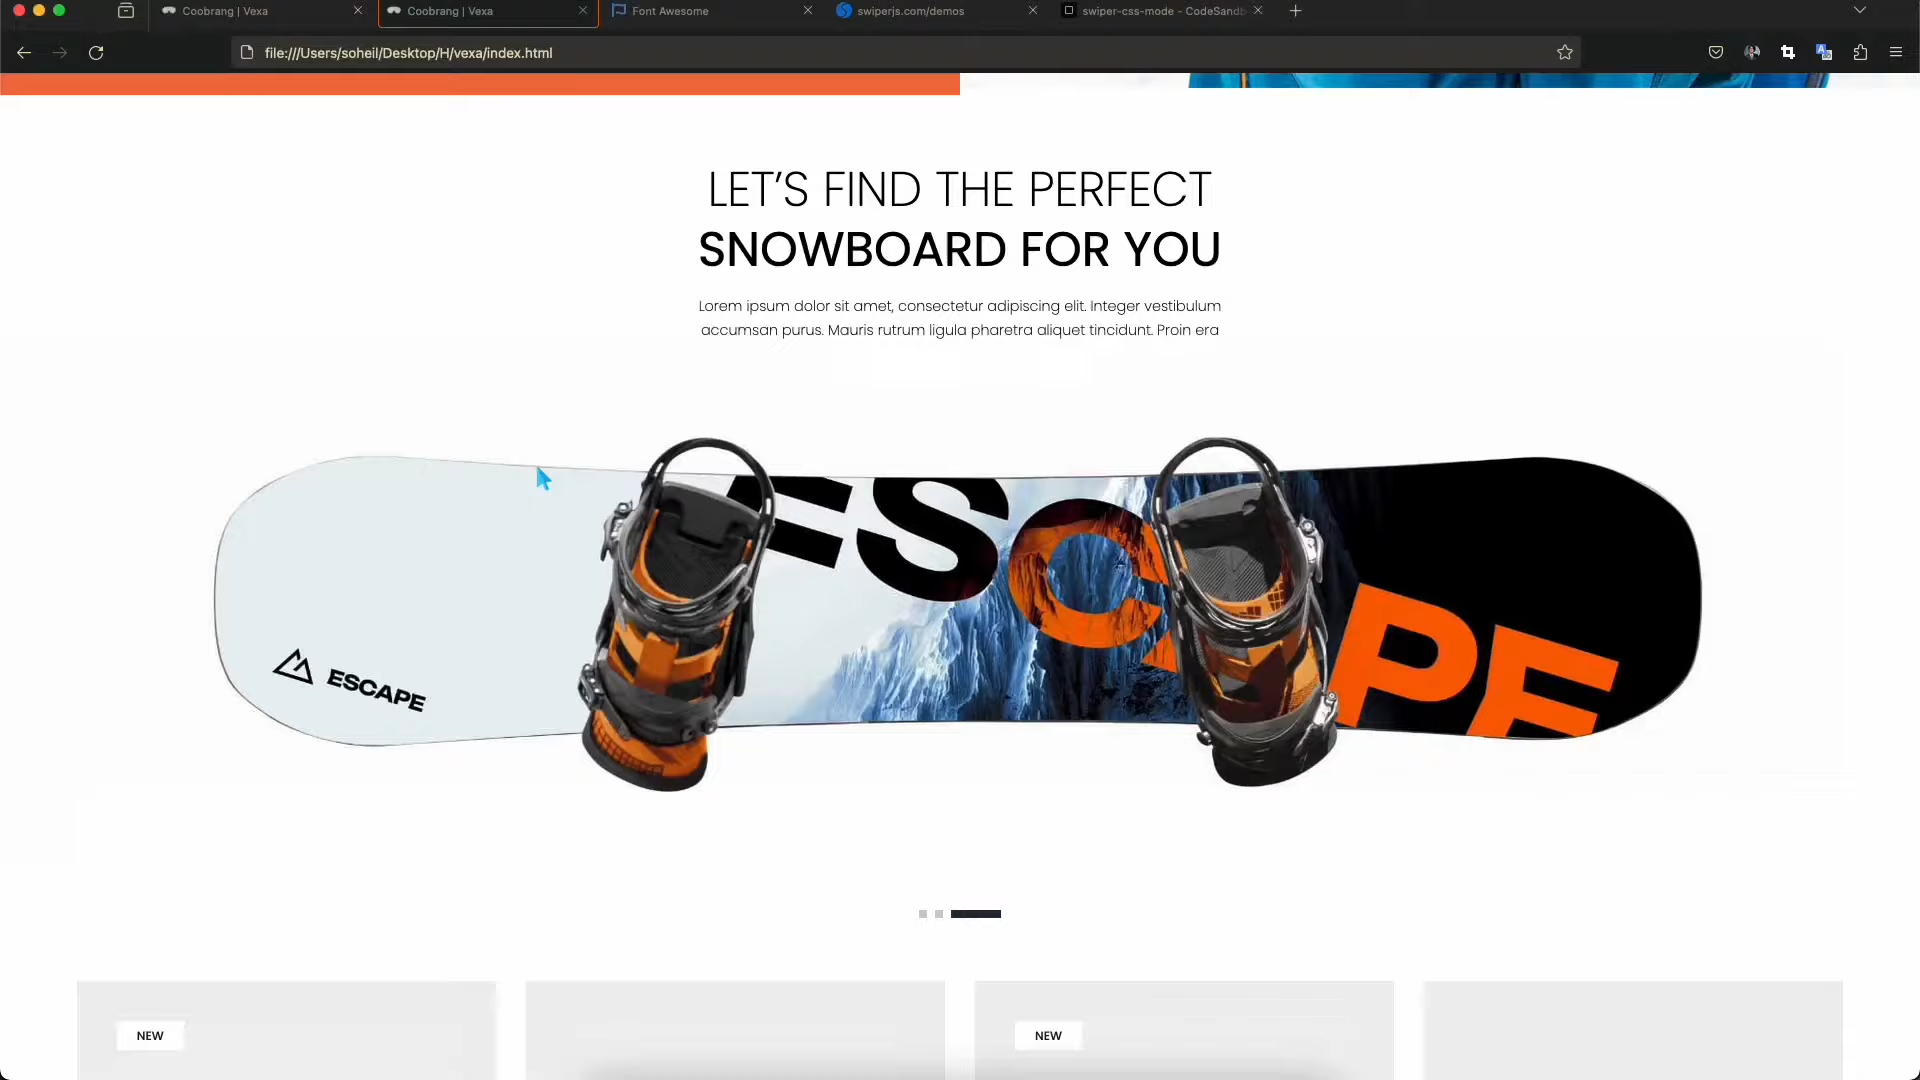 Coobrang | Vexa
Coobrang | Vexa
Font Awesome
swiperjs.com/demos
swiper-css-mode - CodeSandb
file:///Users/soheil/Desktop/H/vexa/index.html
LET’S FIND THE PERFECT
SNOWBOARD FOR YOU
Lorem ipsum dolor sit amet, consectetur adipiscing elit. Integer vestibulum
accumsan purus. Mauris rutrum ligula pharetra aliquet tincidunt. Proin era
ESCAPE
ESCAPE
NEW
NEW